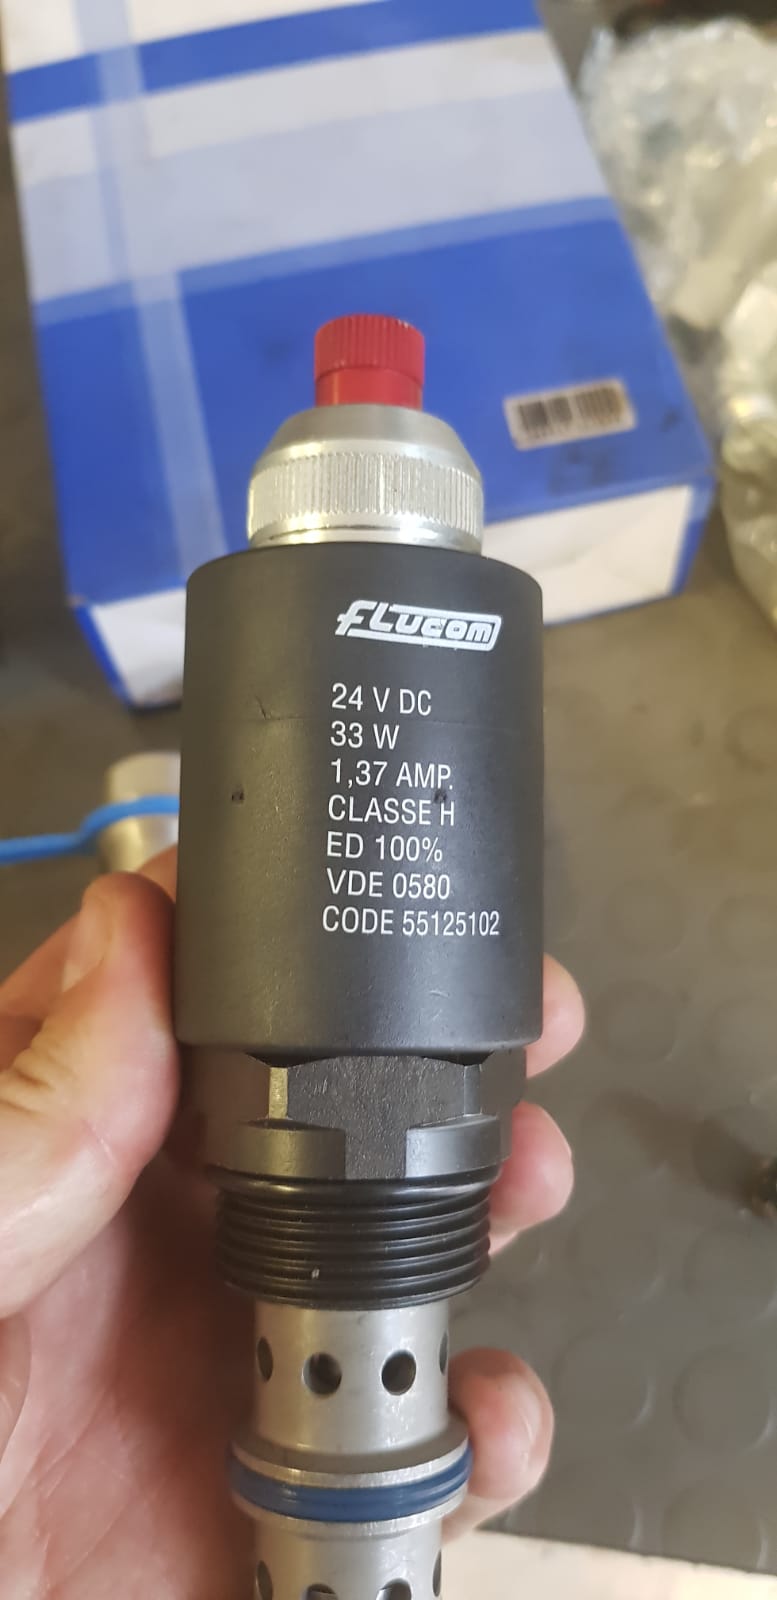 FLUCOM
24 V DC
33 W
1,37 AMP.
CLASSE H
ED 100%
VDE 0580
CODE 55125102